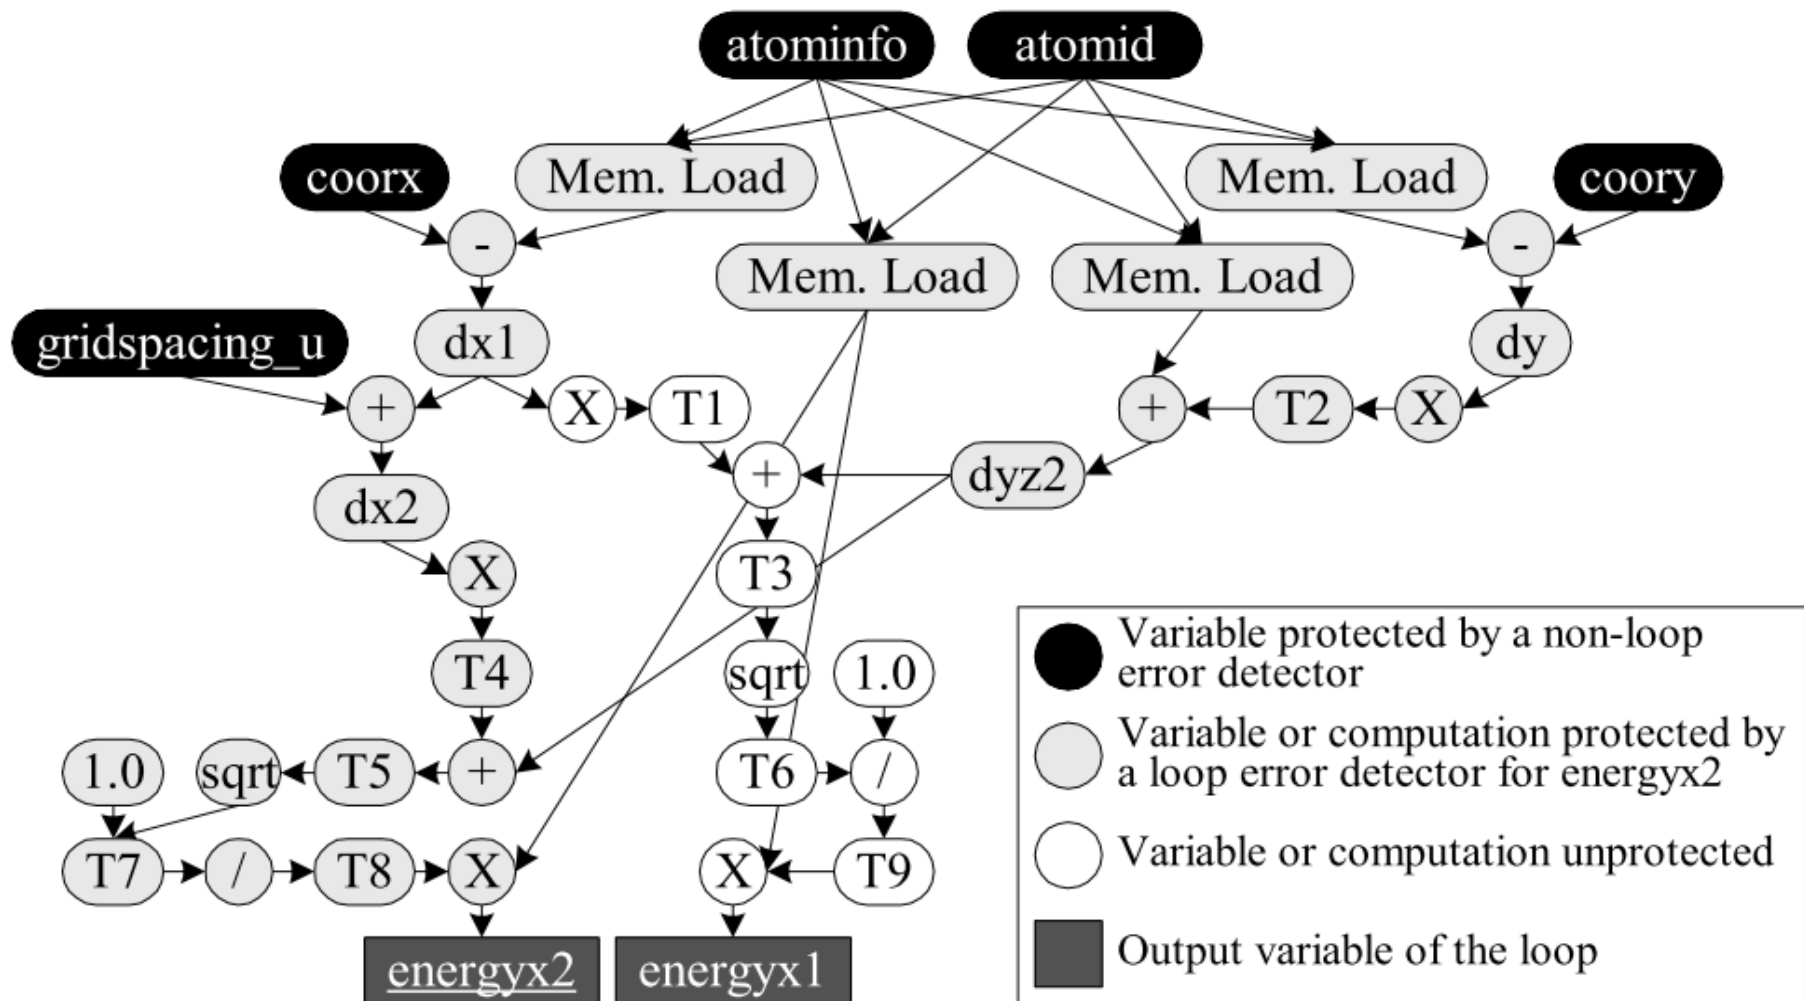 atominfo atomid
coorx Mem. Load Mem. Load coory
- -
Mem. Load Mem. Load
gridspacing_u dx1 dy
+ X T1 + T2 X
+ dyz2
dx2
X T3
T4 sqrt 1.0
1.0 sqrt T5 + T6 /
T7 / T8 X X T9
energyx2 energyx1
Variable protected by a non-loop
error detector
Variable or computation protected by
a loop error detector for energyx2
Variable or computation unprotected
Output variable of the loop